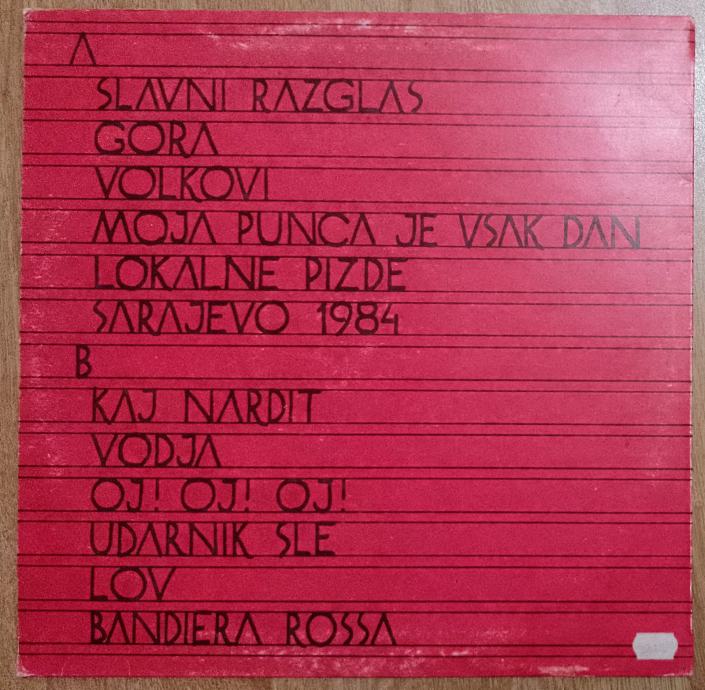 A
SLAVNI RAZGLAS
GORA
VOLKOVI
MOJA PUNCA JE VSAK DAN
LOKALNE PIZDE
SARAJEVO 1984
B
KAJ NARDIT
VODJA
OJ! OJ! OJ!
UDARNIK SLE
LOV
BANDIERA ROSSA